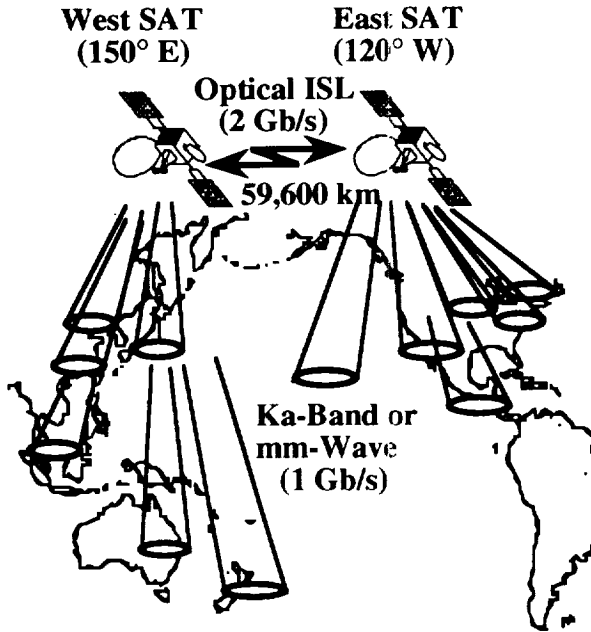 West SAT
(150° E)
East SAT
(120° W)
Optical ISL
(2 Gb/s)
59,600 km
Ka-Band or
mm-Wave
(1 Gb/s)